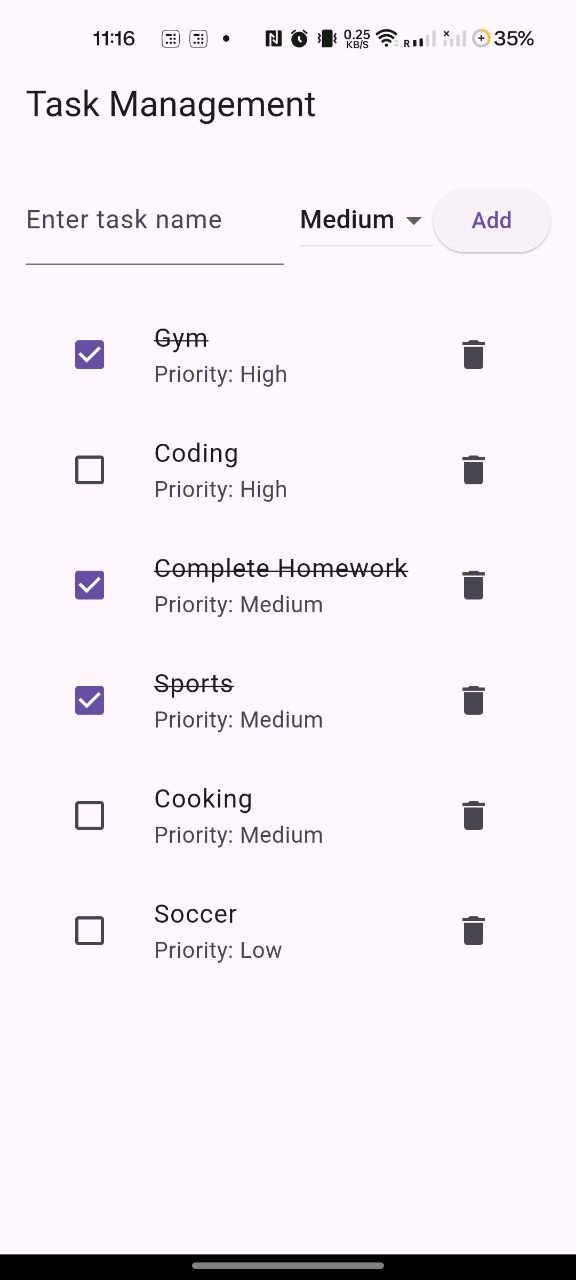 11:16 0.25 KB/S R 35%
Task Management
Enter task name Medium Add
Gym
Priority: High
Coding
Priority: High
Complete Homework
Priority: Medium
Sports
Priority: Medium
Cooking
Priority: Medium
Soccer
Priority: Low